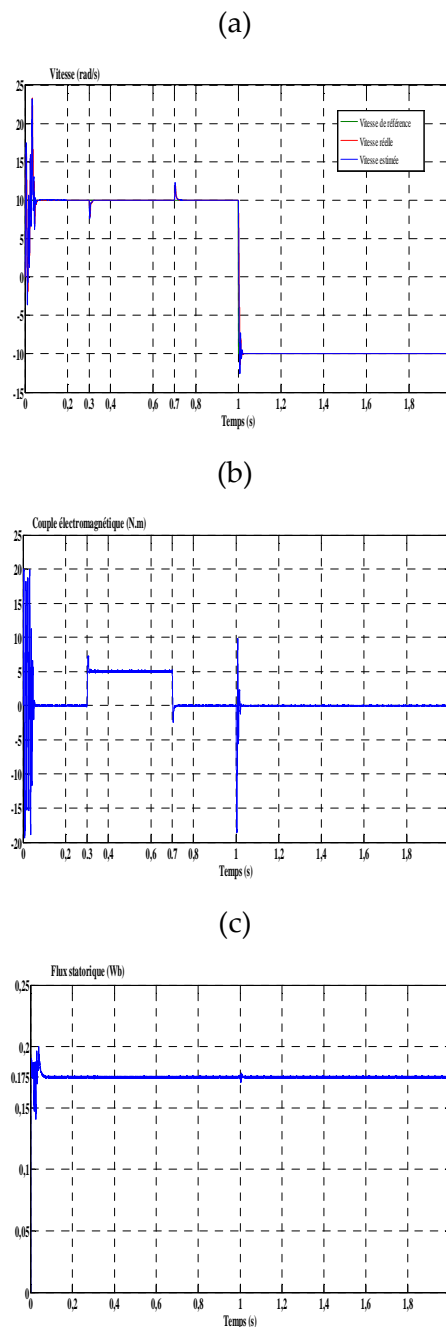 (a)
Vitesse (rad/s)
25
20
15
10
5
0
-5
-10
-15
Vitesse de référence
Vitesse réelle
Vitesse estimée
0 0,2 0.3 0,4 0,6 0.7 0,8 1 1,2 1,4 1,6 1,8
Temps (s)
(b)
Couple électromagnétique (N.m)
25
20
15
10
5
0
-5
-10
-15
-20
0 0,2 0.3 0,4 0,6 0.7 0,8 1 1,2 1,4 1,6 1,8
Temps (s)
(c)
Flux statorique (Wb)
0,25
0,2
0.175
0,15
0,1
0,05
0
0 0,2 0,4 0,6 0,8 1 1,2 1,4 1,6 1,8
Temps (s)